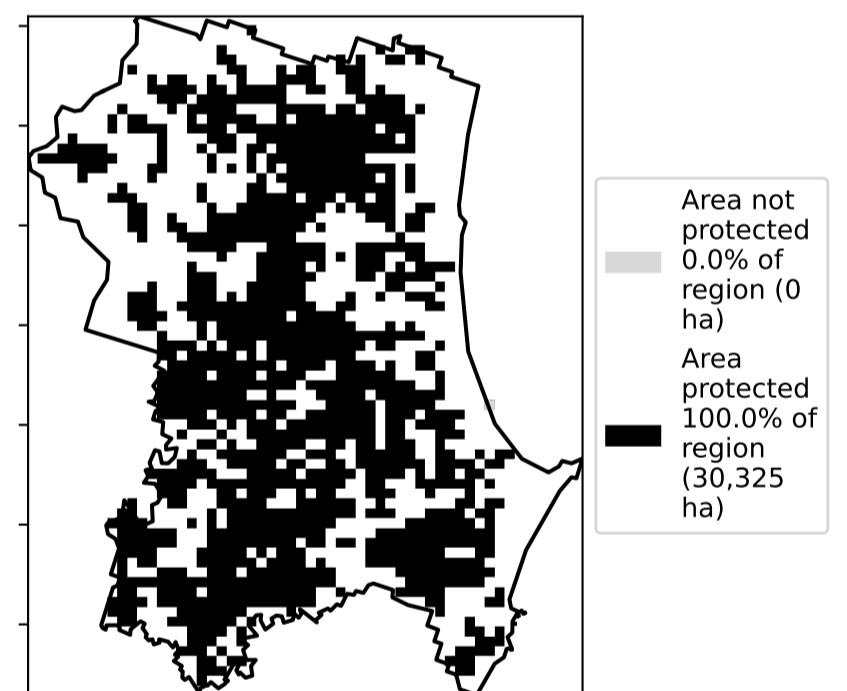 Area not
protected
0.0% of
region (0
ha)
Area
protected
100.0% of
region
(30,325
ha)